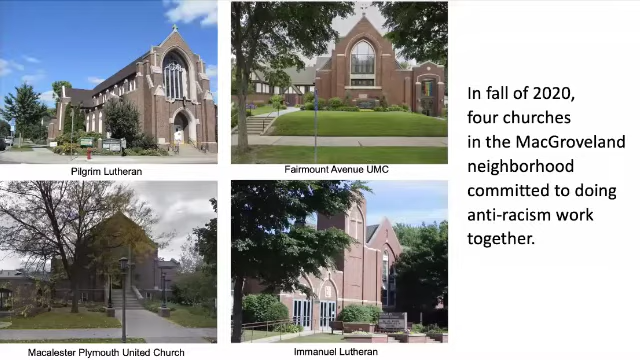 Pilgrim Lutheran
Fairmount Avenue UMC
Macalester Plymouth United Church
Immanuel Lutheran
In fall of 2020,
four churches
in the MacGroveland
neighborhood
committed to doing
anti-racism work
together.